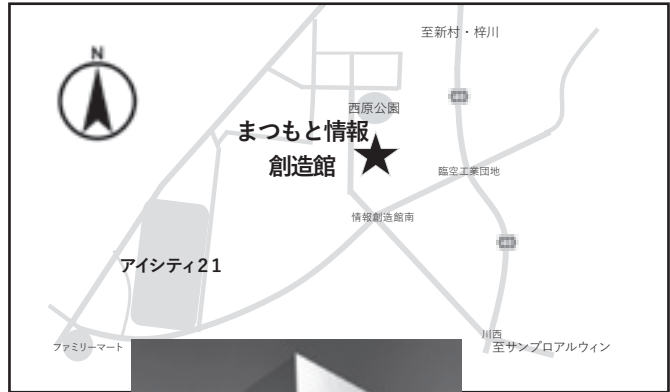 至新村・梓川
N
西原公園
まつもと情報
創造館
臨空工業団地
情報創造館南
アイシティ21
川西
ファミリーマート
至サンプロアルウィン